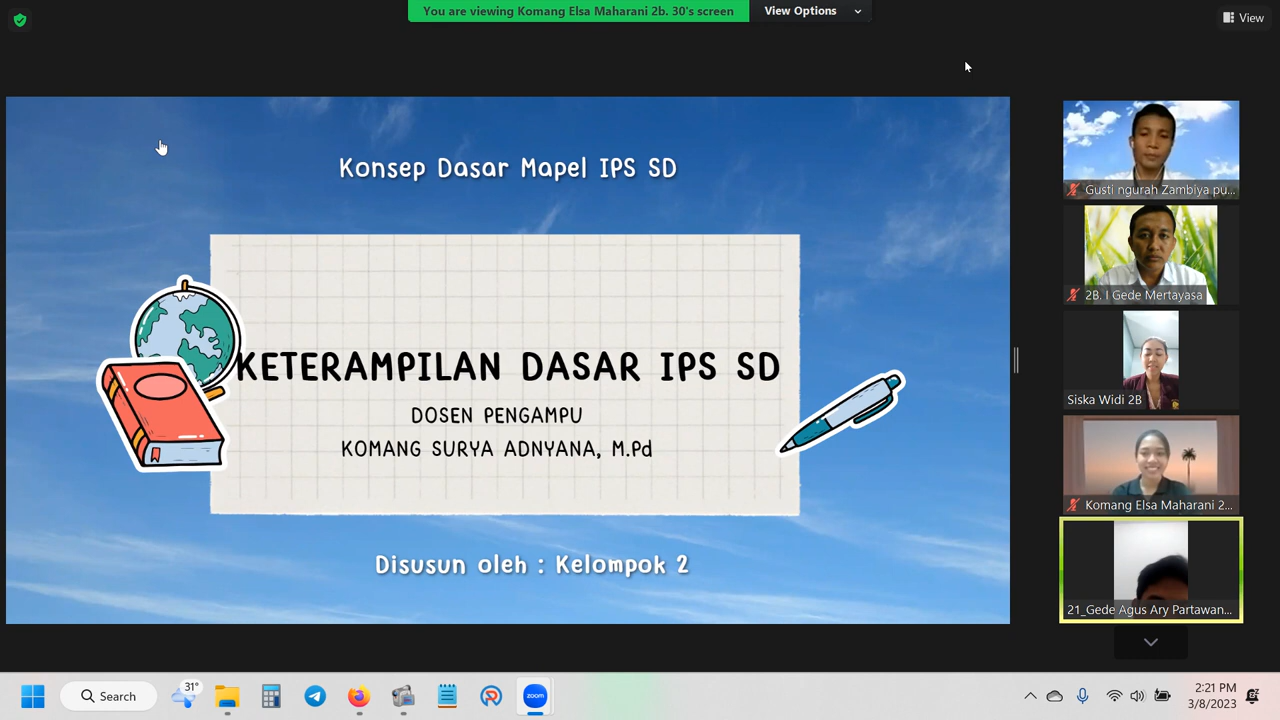 You are viewing Komang Elsa Maharani 2b. 30's screen
View Options
View
Konsep Dasar Mapel IPS SD
KETERAMPILAN DASAR IPS SD
DOSEN PENGAMPU
KOMANG SURYA ADNYANA, M.Pd
Disusun oleh : Kelompok 2
Gusti ngurah Zambiya pu...
2B. I Gede Mertayasa
Siska Widi 2B
Komang Elsa Maharani 2...
21_Gede Agus Ary Partawan...
31°
Search
zoom
2:21 PM
3/8/2023